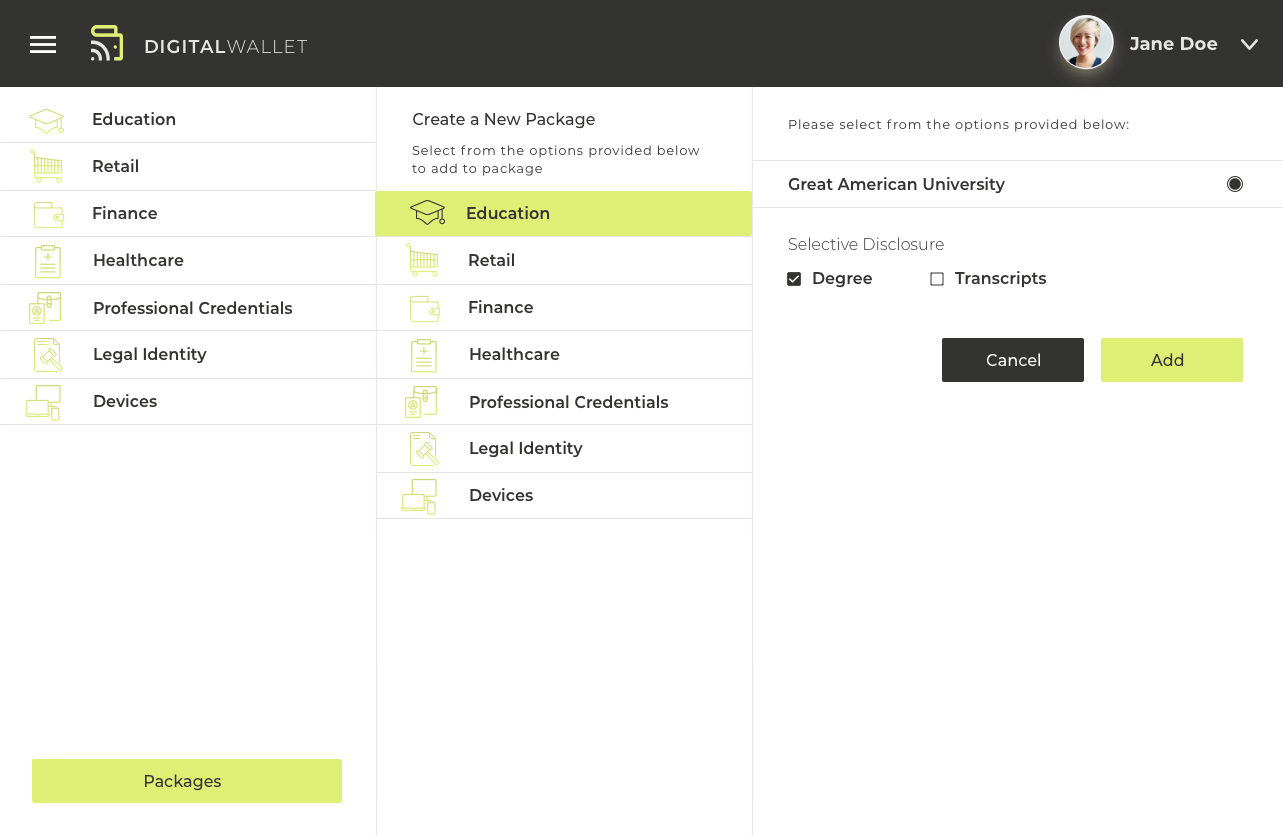 DIGITALWALLET
Jane Doe
Education
Retail
Finance
Healthcare
Professional Credentials
Legal Identity
Devices
Packages
Create a New Package
Select from the options provided below
to add to package
Education
Retail
Finance
Healthcare
Professional Credentials
Legal Identity
Devices
Please select from the options provided below:
Great American University
Selective Disclosure
Degree
Transcripts
Cancel
Add